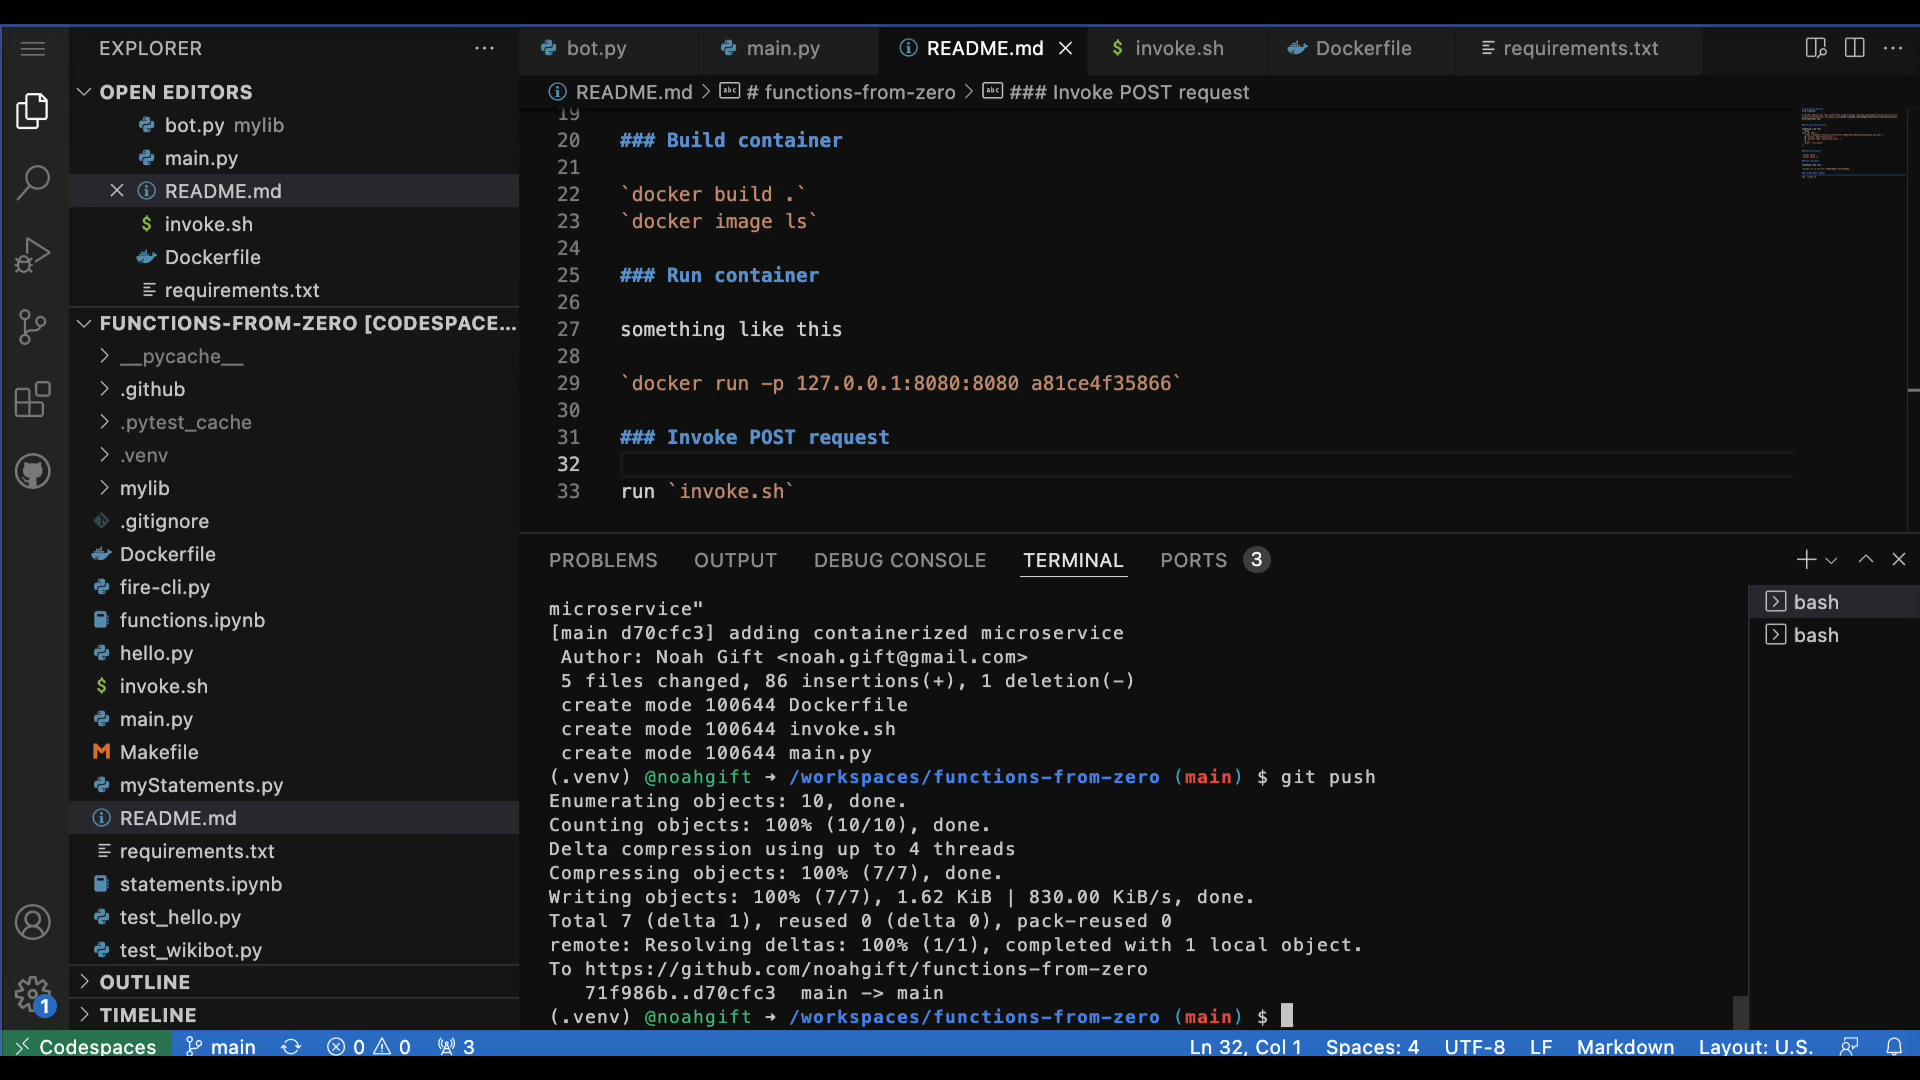 EXPLORER
OPEN EDITORS
bot.py mylib
main.py
README.md
invoke.sh
Dockerfile
requirements.txt
FUNCTIONS-FROM-ZERO [CODESPACE...
__pycache__
.github
.pytest_cache
.venv
mylib
.gitignore
Dockerfile
fire-cli.py
functions.ipynb
hello.py
invoke.sh
main.py
Makefile
myStatements.py
README.md
requirements.txt
statements.ipynb
test_hello.py
test_wikibot.py
OUTLINE
TIMELINE
1
bot.py main.py README.md invoke.sh Dockerfile requirements.txt
README.md > # functions-from-zero > ### Invoke POST request
19
20 ### Build container
21
22 `docker build .`
23 `docker image ls`
24
25 ### Run container
26
27 something like this
28
29 `docker run -p 127.0.0.1:8080:8080 a81ce4f35866`
30
31 ### Invoke POST request
32
33 run `invoke.sh`
PROBLEMS OUTPUT DEBUG CONSOLE TERMINAL PORTS 3
microservice"
[main d70cfc3] adding containerized microservice
Author: Noah Gift <noah.gift@gmail.com>
5 files changed, 86 insertions(+), 1 deletion(-)
create mode 100644 Dockerfile
create mode 100644 invoke.sh
create mode 100644 main.py
(.venv) @noahgift ➜ /workspaces/functions-from-zero (main) $ git push
Enumerating objects: 10, done.
Counting objects: 100% (10/10), done.
Delta compression using up to 4 threads
Compressing objects: 100% (7/7), done.
Writing objects: 100% (7/7), 1.62 KiB | 830.00 KiB/s, done.
Total 7 (delta 1), reused 0 (delta 0), pack-reused 0
remote: Resolving deltas: 100% (1/1), completed with 1 local object.
To https://github.com/noahgift/functions-from-zero
71f986b..d70cfc3 main -> main
(.venv) @noahgift ➜ /workspaces/functions-from-zero (main) $
bash
bash
Codespaces main 0 0 3 Ln 32, Col 1 Spaces: 4 UTF-8 LF Markdown Layout: U.S.